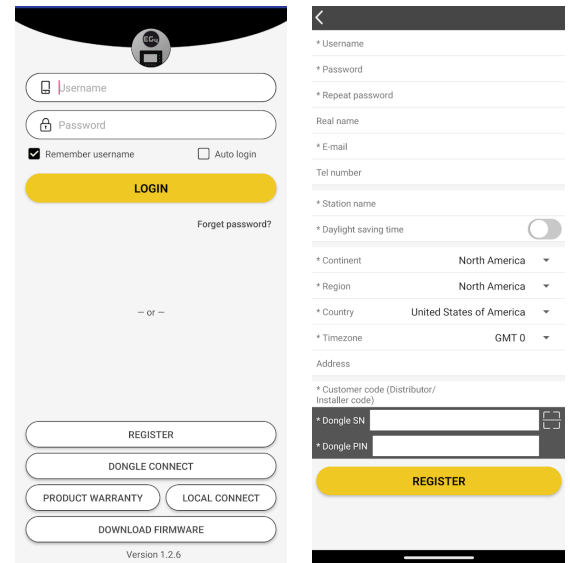 EG4
Username
Password
Remember username
Auto login
LOGIN
Forget password?
— or —
REGISTER
DONGLE CONNECT
PRODUCT WARRANTY
LOCAL CONNECT
DOWNLOAD FIRMWARE
Version 1.2.6
* Username
* Password
* Repeat password
Real name
* E-mail
Tel number
* Station name
* Daylight saving time
* Continent North America
* Region North America
* Country United States of America
* Timezone GMT 0
Address
* Customer code (Distributor/
Installer code)
* Dongle SN
* Dongle PIN
REGISTER